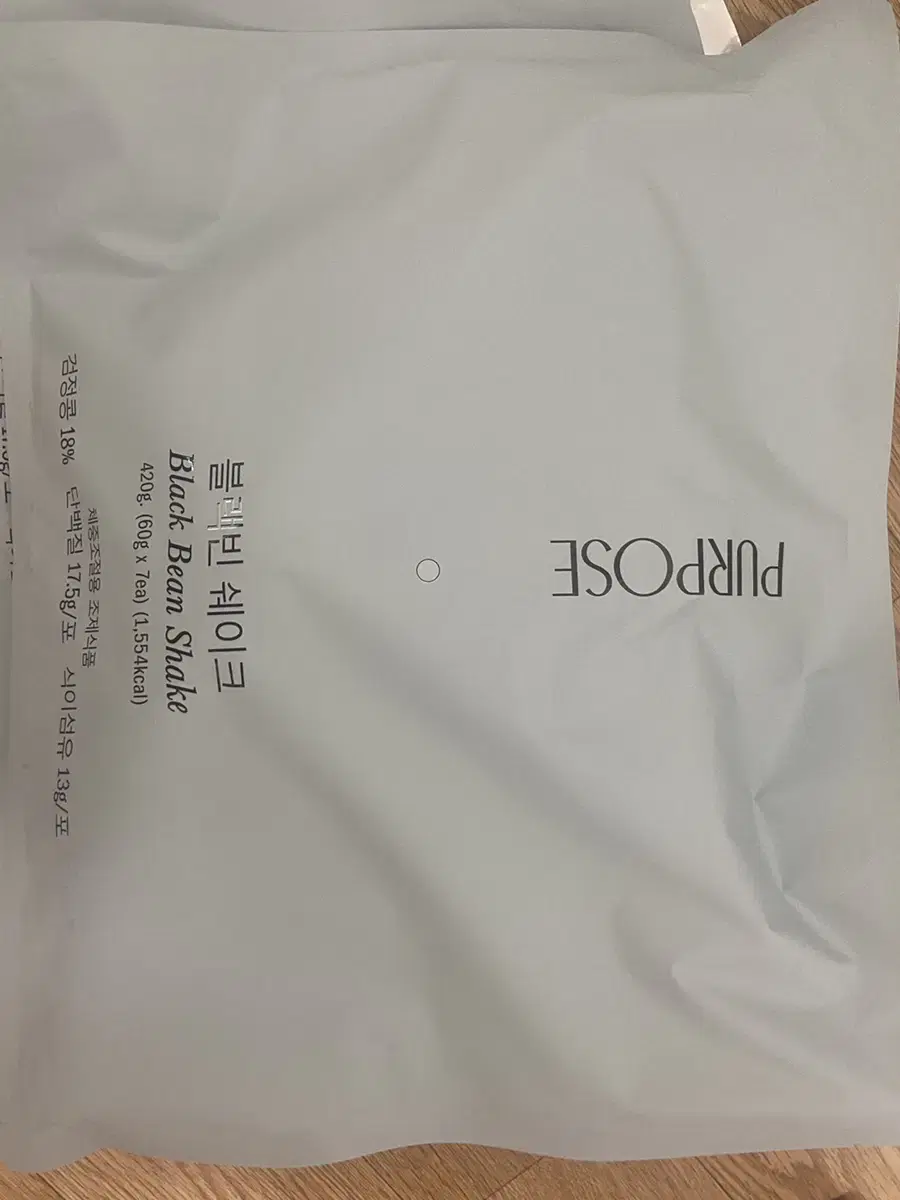 PURPOSE
블랙빈 쉐이크
Black Bean Shake
420g. (60g x 7ea) (1,554kcal)
체중조절용 조제식품
검정콩 18% 단백질 17.5g/포 식이섬유 13g/포